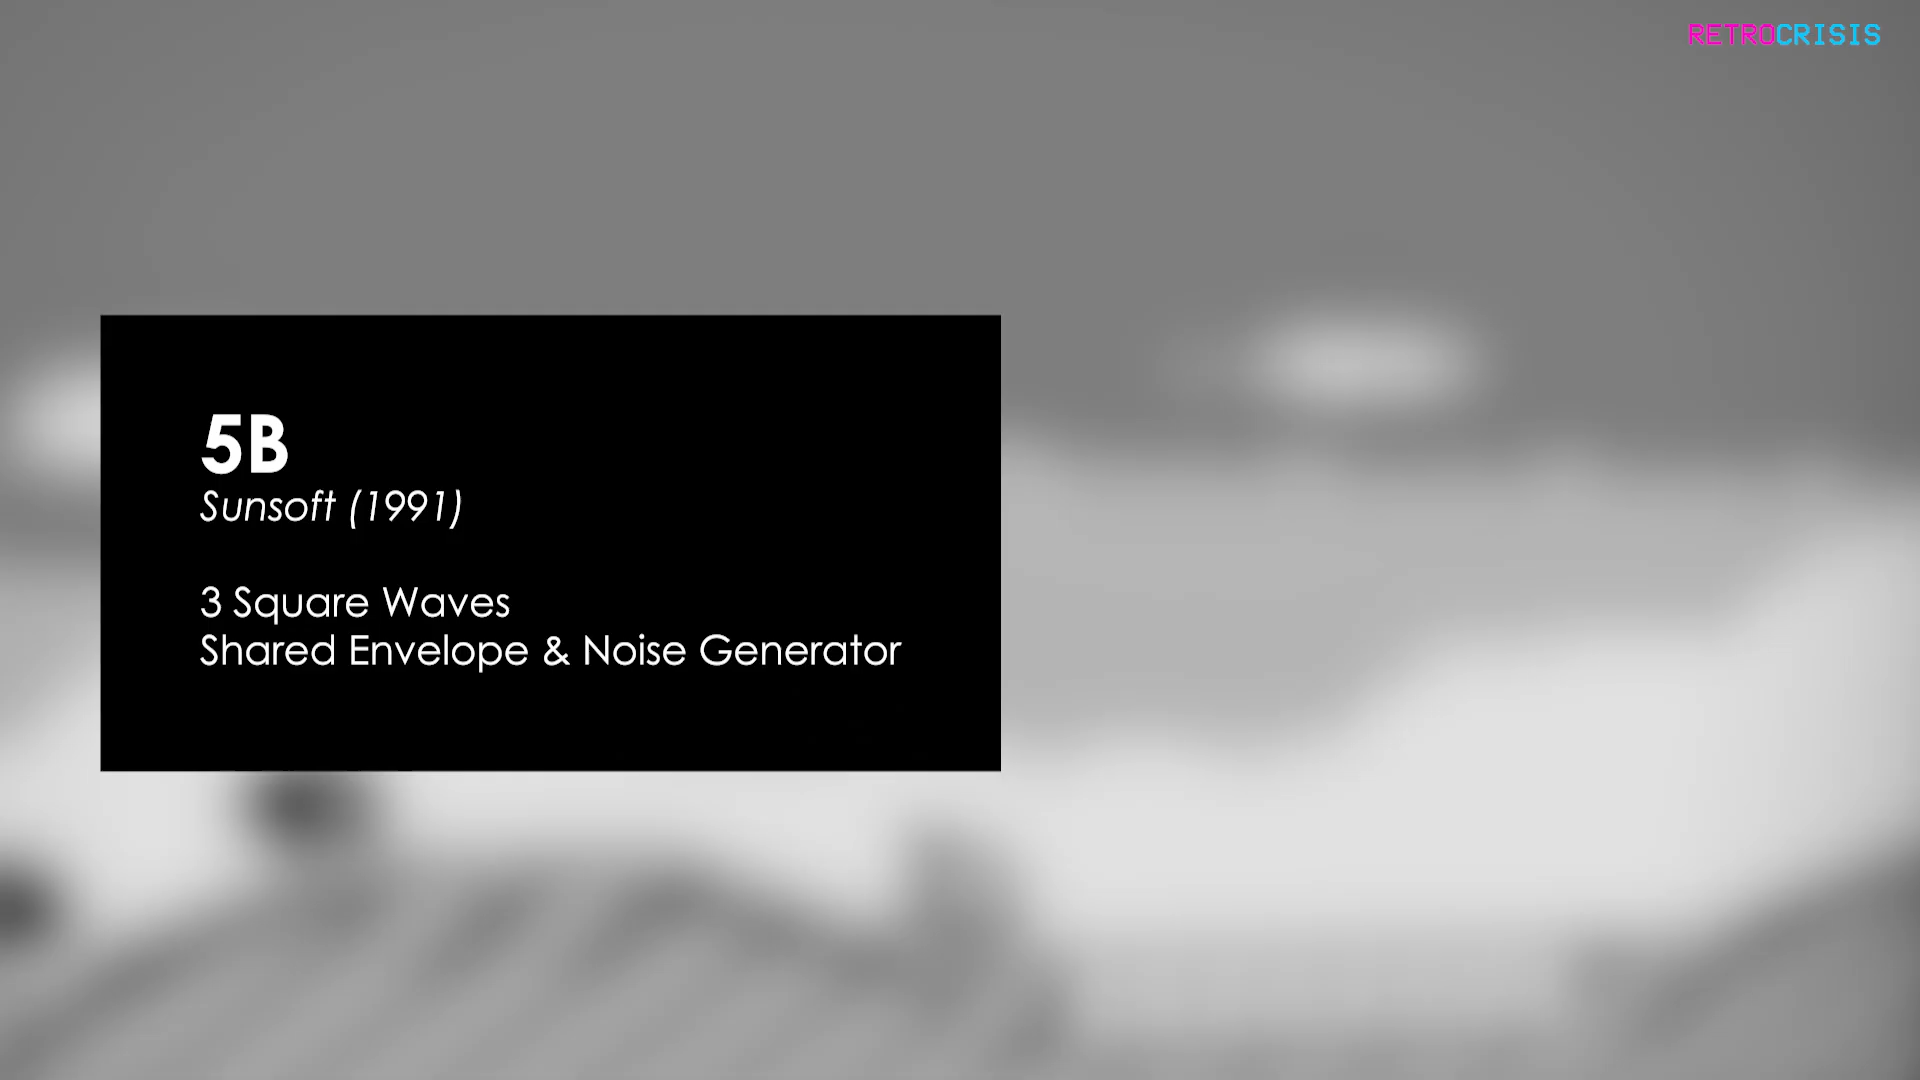 RETROCRISIS
5B
Sunsoft (1991)
3 Square Waves
Shared Envelope & Noise Generator